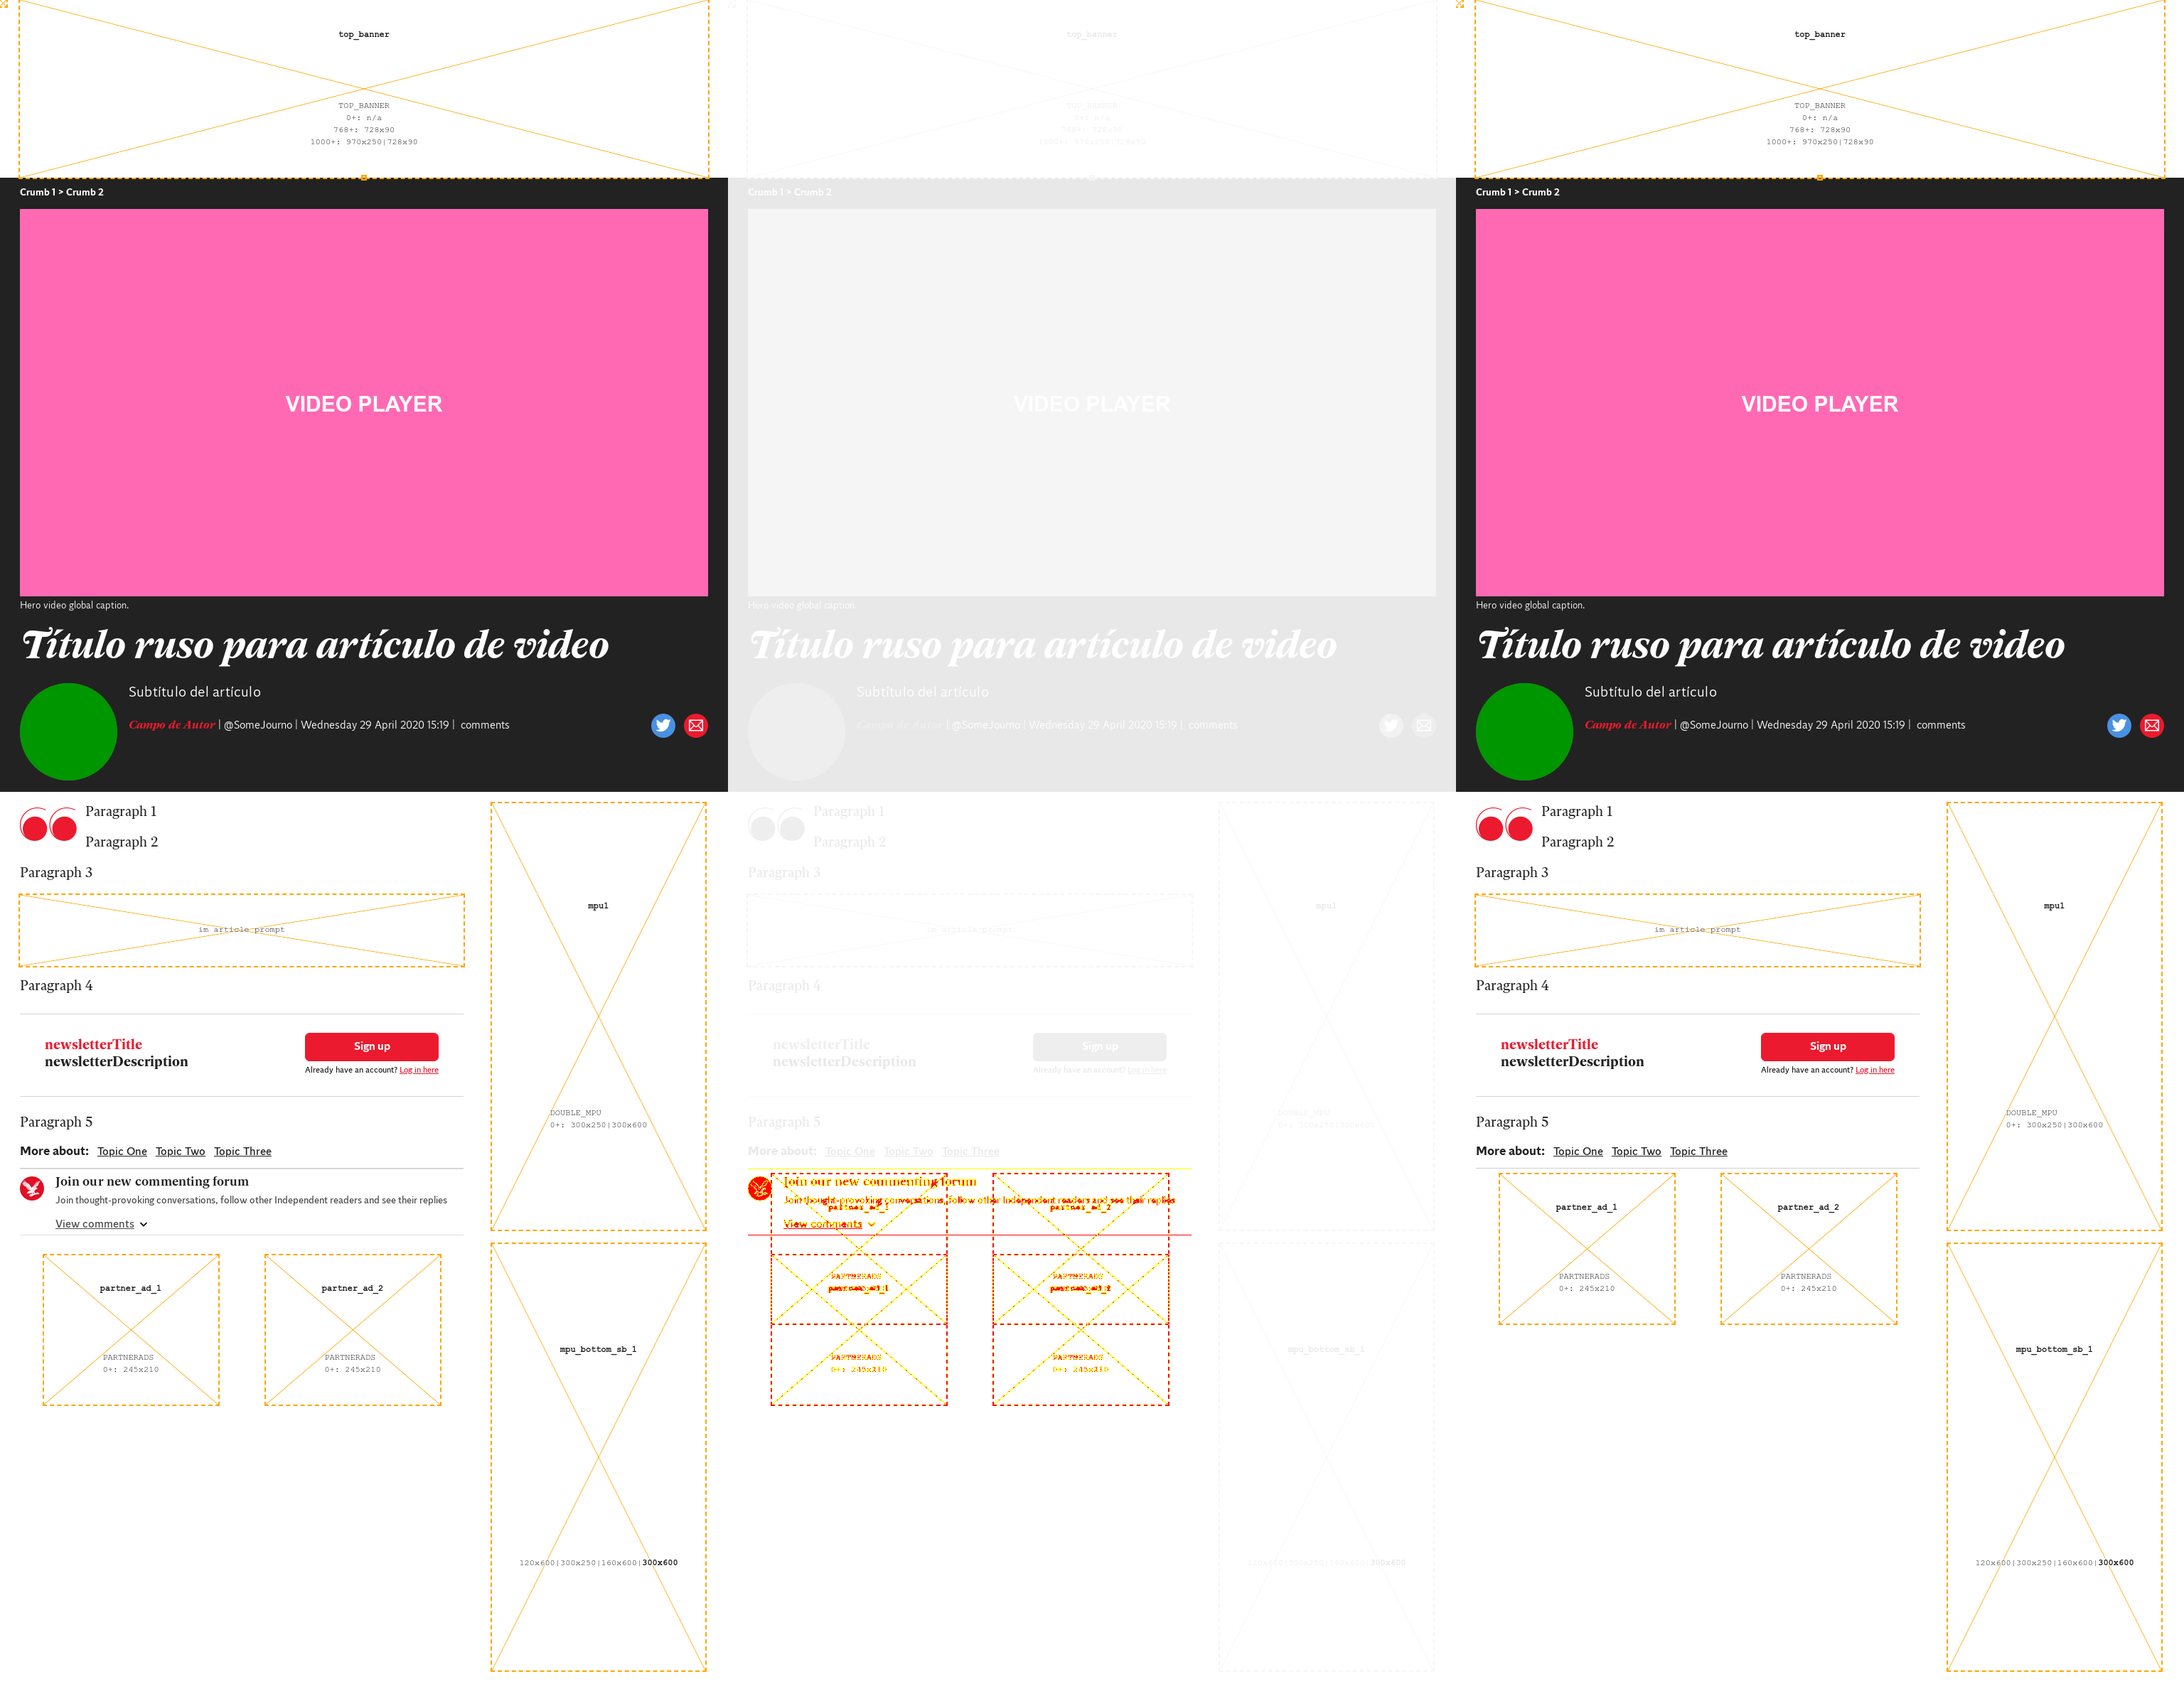 top_banner
TOP_BANNER
0+: n/a
768+: 728x90
1000+: 970x250|728x90
Crumb 1 > Crumb 2
VIDEO PLAYER
Hero video global caption.
Título ruso para artículo de video
Subtítulo del artículo
Campo de Autor | @SomeJourno | Wednesday 29 April 2020 15:19 | comments
Paragraph 1
Paragraph 2
Paragraph 3
im article prompt
Paragraph 4
newsletterTitle
newsletterDescription
Sign up
Already have an account? Log in here
Paragraph 5
More about: Topic One Topic Two Topic Three
Join our new commenting forum
Join thought-provoking conversations, follow other Independent readers and see their replies
View comments
partner_ad_1
PARTNERADS
0+: 245x210
partner_ad_2
PARTNERADS
0+: 245x210
mpu1
DOUBLE_MPU
0+: 300x250|300x600
mpu_bottom_sb_1
120x600|300x250|160x600|300x600
top_banner
TOP_BANNER
0+: n/a
768+: 728x90
1000+: 970x250|728x90
Crumb 1 > Crumb 2
VIDEO PLAYER
Hero video global caption.
Título ruso para artículo de video
Subtítulo del artículo
Campo de Autor | @SomeJourno | Wednesday 29 April 2020 15:19 | comments
Paragraph 1
Paragraph 2
Paragraph 3
im article prompt
Paragraph 4
newsletterTitle
newsletterDescription
Sign up
Already have an account? Log in here
Paragraph 5
More about: Topic One Topic Two Topic Three
Join our new commenting forum
Join thought-provoking conversations, follow other Independent readers and see their replies
partner_ad_1
partner_ad_2
View comments
PARTNERADS
PARTNERADS
partner_ad_1
partner_ad_2
PARTNERADS
0+: 245x210
PARTNERADS
0+: 245x210
mpu1
DOUBLE_MPU
0+: 300x250|300x600
mpu_bottom_sb_1
120x600|300x250|160x600|300x600
top_banner
TOP_BANNER
0+: n/a
768+: 728x90
1000+: 970x250|728x90
Crumb 1 > Crumb 2
VIDEO PLAYER
Hero video global caption.
Título ruso para artículo de video
Subtítulo del artículo
Campo de Autor | @SomeJourno | Wednesday 29 April 2020 15:19 | comments
Paragraph 1
Paragraph 2
Paragraph 3
im article prompt
Paragraph 4
newsletterTitle
newsletterDescription
Sign up
Already have an account? Log in here
Paragraph 5
More about: Topic One Topic Two Topic Three
partner_ad_1
PARTNERADS
0+: 245x210
partner_ad_2
PARTNERADS
0+: 245x210
mpu1
DOUBLE_MPU
0+: 300x250|300x600
mpu_bottom_sb_1
120x600|300x250|160x600|300x600